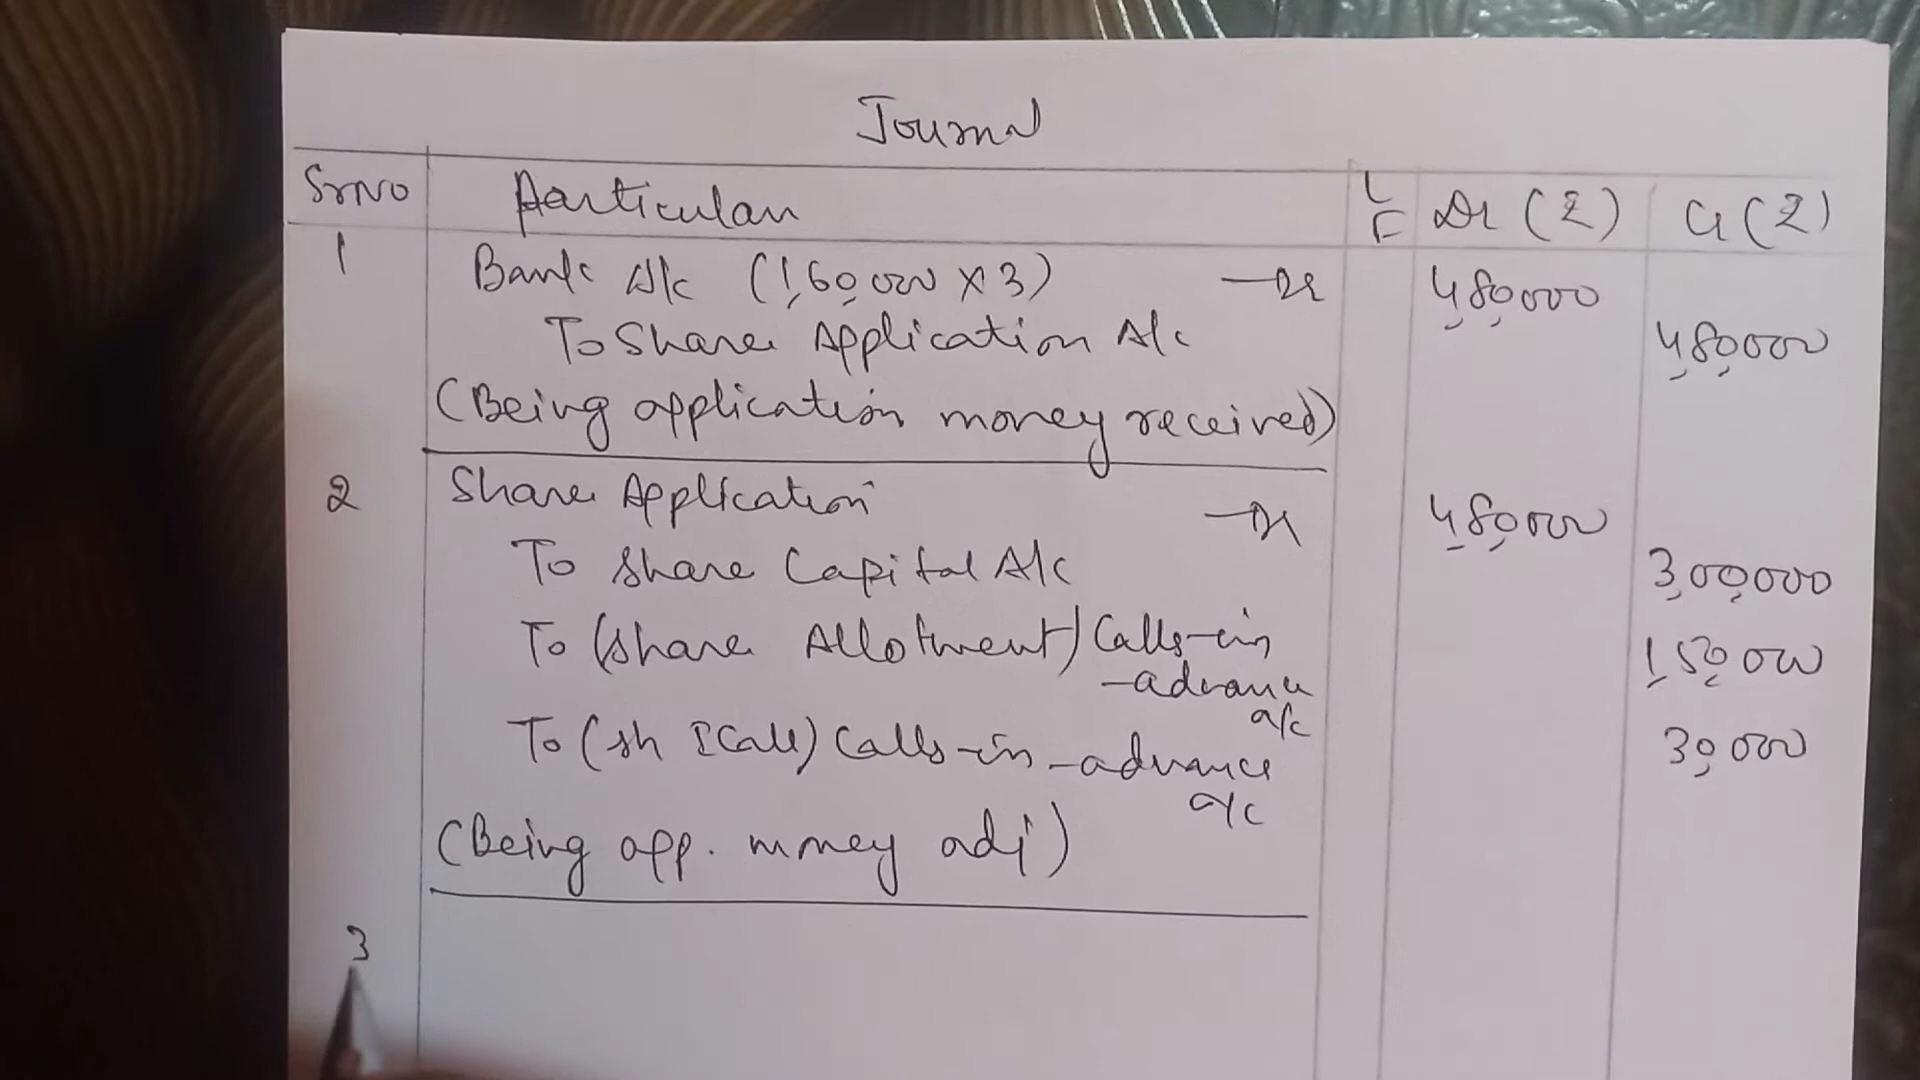 Journal
Sr No Particular L F Dr (₹) Cr (₹)
1 Bank A/c (1,60,000 X 3) —Dr 4,80,000
To Share Application A/c 4,80,000
(Being application money received)
2 Share Application —Dr 4,80,000
To Share Capital A/c 3,00,000
To (Share Allotment) Calls-in 1,50,000
-advance
a/c
To (sh I Call) Calls-in-advance 30,000
a/c
(Being app. money adj)
3